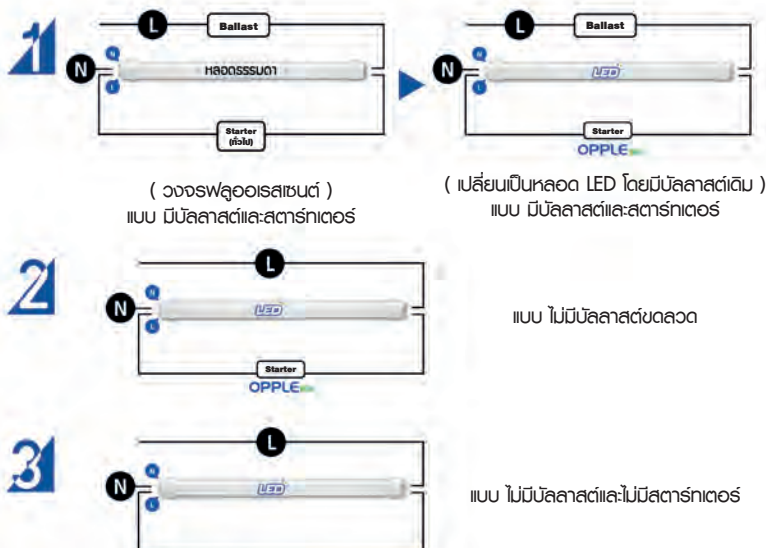 1
L
Ballast
N
N
หลอดธรรมดา
L
Starter
(ทั่วไป)
( วงจรฟลูออเรสเซนต์ )
แบบ มีบัลลาสต์และสตาร์ทเตอร์
L
Ballast
N
N
LED
L
Starter
OPPLE
( เปลี่ยนเป็นหลอด LED โดยมีบัลลาสต์เดิม )
แบบ มีบัลลาสต์และสตาร์ทเตอร์
2
L
N
N
LED
L
Starter
OPPLE
แบบ ไม่มีบัลลาสต์ขดลวด
3
L
N
N
LED
L
แบบ ไม่มีบัลลาสต์และไม่มีสตาร์ทเตอร์